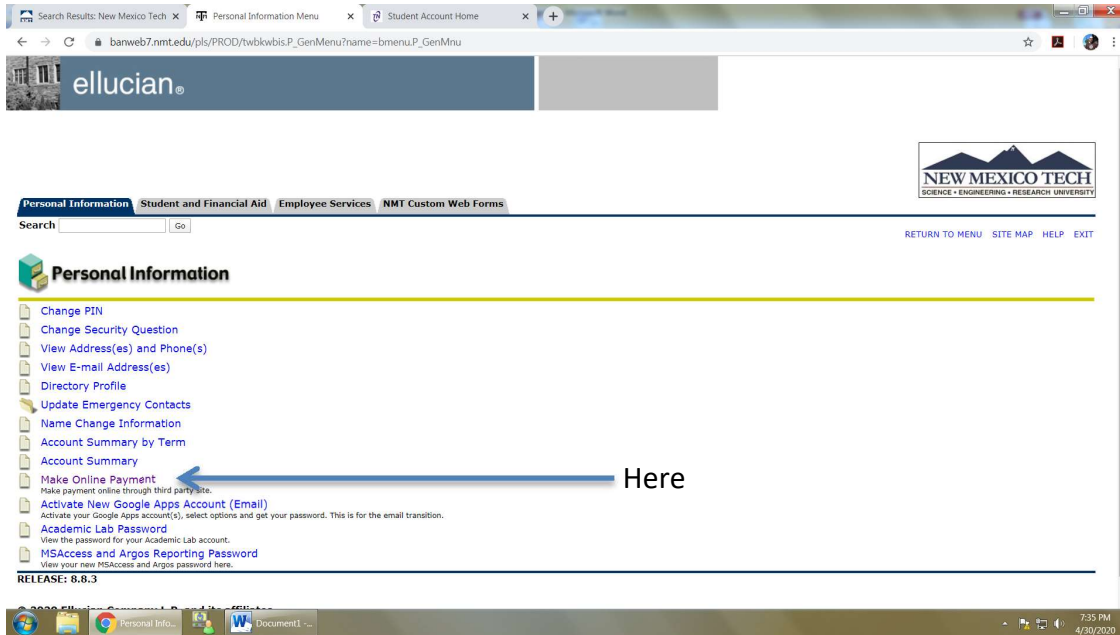 Search Results: New Mexico Tech
Personal Information Menu
Student Account Home
banweb7.nmt.edu/pls/PROD/twbkwbis.P_GenMenu?name=bmenu.P_GenMnu
ellucian®
NEW MEXICO TECH
SCIENCE • ENGINEERING • RESEARCH UNIVERSITY
Personal Information Student and Financial Aid Employee Services NMT Custom Web Forms
Search Go
RETURN TO MENU SITE MAP HELP EXIT
Personal Information
Change PIN
Change Security Question
View Address(es) and Phone(s)
View E-mail Address(es)
Directory Profile
Update Emergency Contacts
Name Change Information
Account Summary by Term
Account Summary
Make Online Payment
Here
Make payment online through third party site.
Activate New Google Apps Account (Email)
Activate your Google Apps account(s), select options and get your password. This is for the email transition.
Academic Lab Password
View the password for your Academic Lab account.
MSAccess and Argos Reporting Password
View your new MSAccess and Argos password here.
RELEASE: 8.8.3
© 2020 Ellucian Company L.P. and its affiliates
Personal Info...
Document1 -...
7:35 PM
4/30/2020